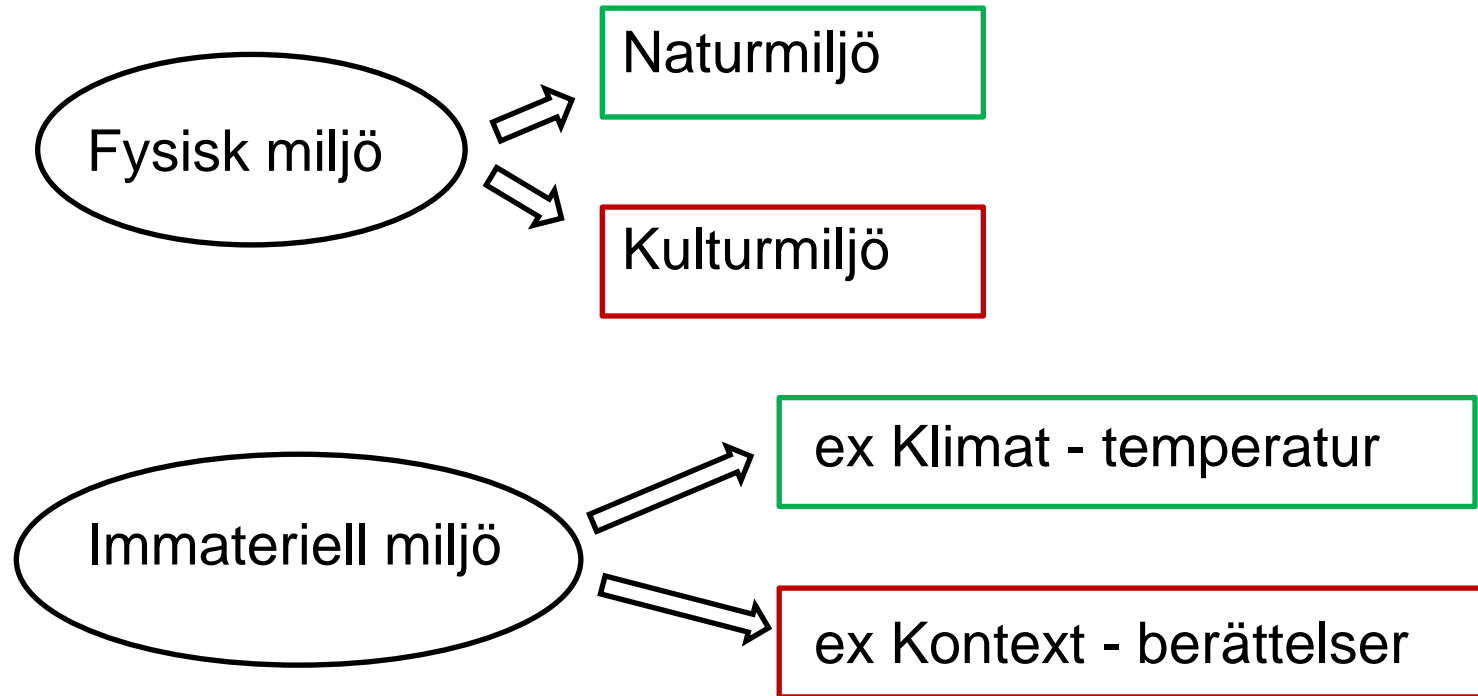 Naturmiljö
Fysisk miljö
Kulturmiljö
ex Klimat - temperatur
Immateriell miljö
ex Kontext - berättelser